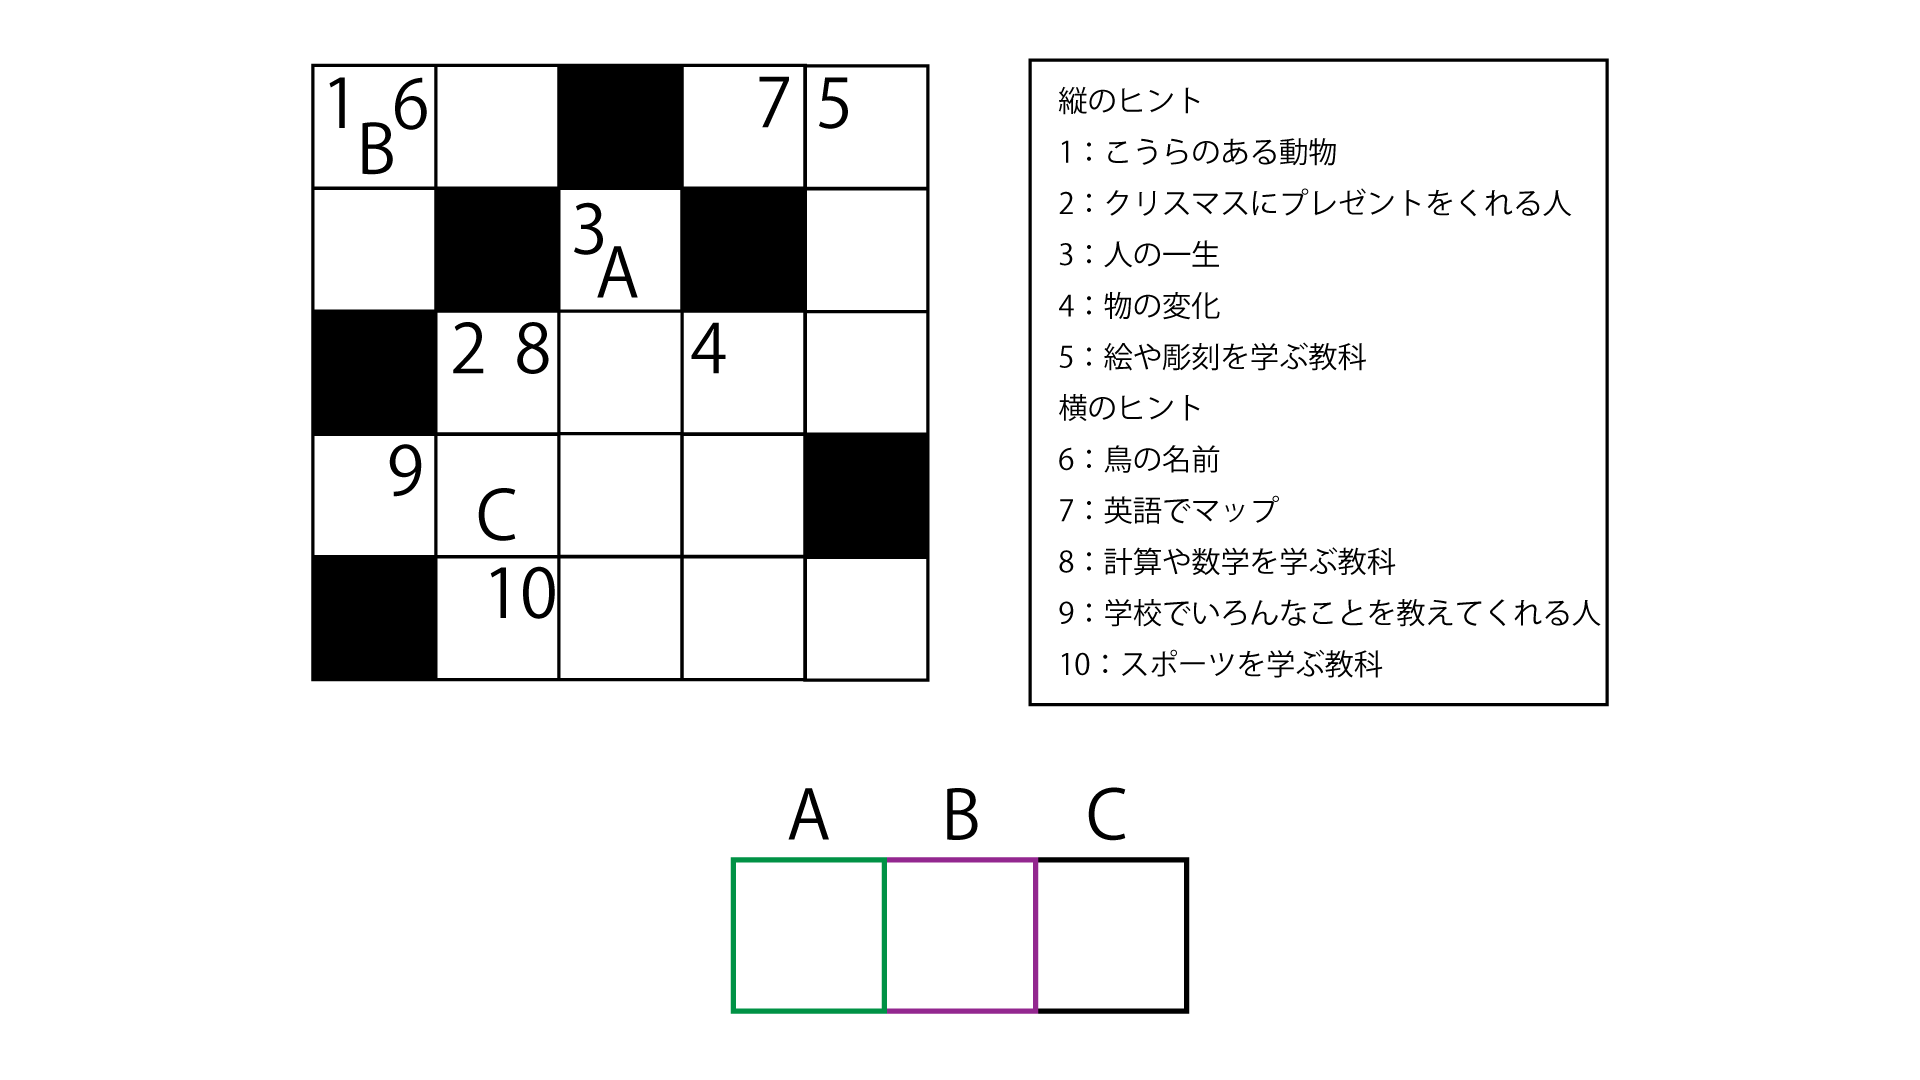 1 6 7 5
B
3
A
2 8 4
9
C
10
縦のヒント
1：こうらのある動物
2：クリスマスにプレゼントをくれる人
3：人の一生
4：物の変化
5：絵や彫刻を学ぶ教科
横のヒント
6：鳥の名前
7：英語でマップ
8：計算や数学を学ぶ教科
9：学校でいろんなことを教えてくれる人
10：スポーツを学ぶ教科
A B C